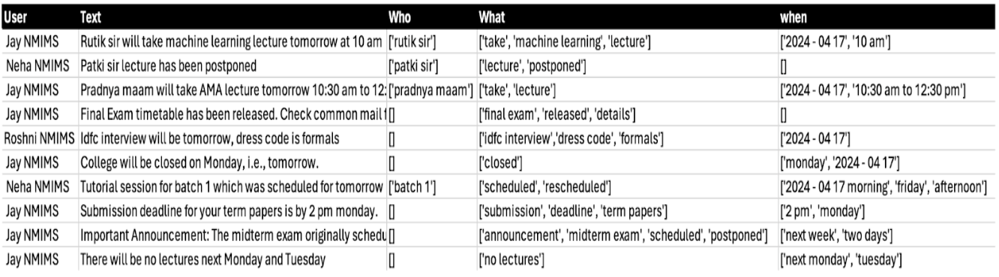 User Text Who What when
Jay NMIMS Rutik sir will take machine learning lecture tomorrow at 10 am ['rutik sir'] ['take', 'machine learning', 'lecture'] ['2024 - 04 17', '10 am']
Neha NMIMS Patki sir lecture has been postponed ['patki sir'] ['lecture', 'postponed'] []
Jay NMIMS Pradnya maam will take AMA lecture tomorrow 10:30 am to 12: ['pradnya maam'] ['take', 'lecture'] ['2024 - 04 17', '10:30 am to 12:30 pm']
Jay NMIMS Final Exam timetable has been released. Check common mail [] ['final exam', 'released', 'details'] []
Roshni NMIMS Idfc interview will be tomorrow, dress code is formals [] ['idfc interview','dress code', 'formals'] ['2024 - 04 17']
Jay NMIMS College will be closed on Monday, i.e., tomorrow. [] ['closed'] ['monday', '2024 - 04 17']
Neha NMIMS Tutorial session for batch 1 which was scheduled for tomorrow ['batch 1'] ['scheduled', 'rescheduled'] ['2024 - 04 17 morning', 'friday', 'afternoon']
Jay NMIMS Submission deadline for your term papers is by 2 pm monday. [] ['submission', 'deadline', 'term papers'] ['2 pm', 'monday']
Jay NMIMS Important Announcement: The midterm exam originally schedu [] ['announcement', 'midterm exam', 'scheduled', 'postponed'] ['next week', 'two days']
Jay NMIMS There will be no lectures next Monday and Tuesday [] ['no lectures'] ['next monday', 'tuesday']